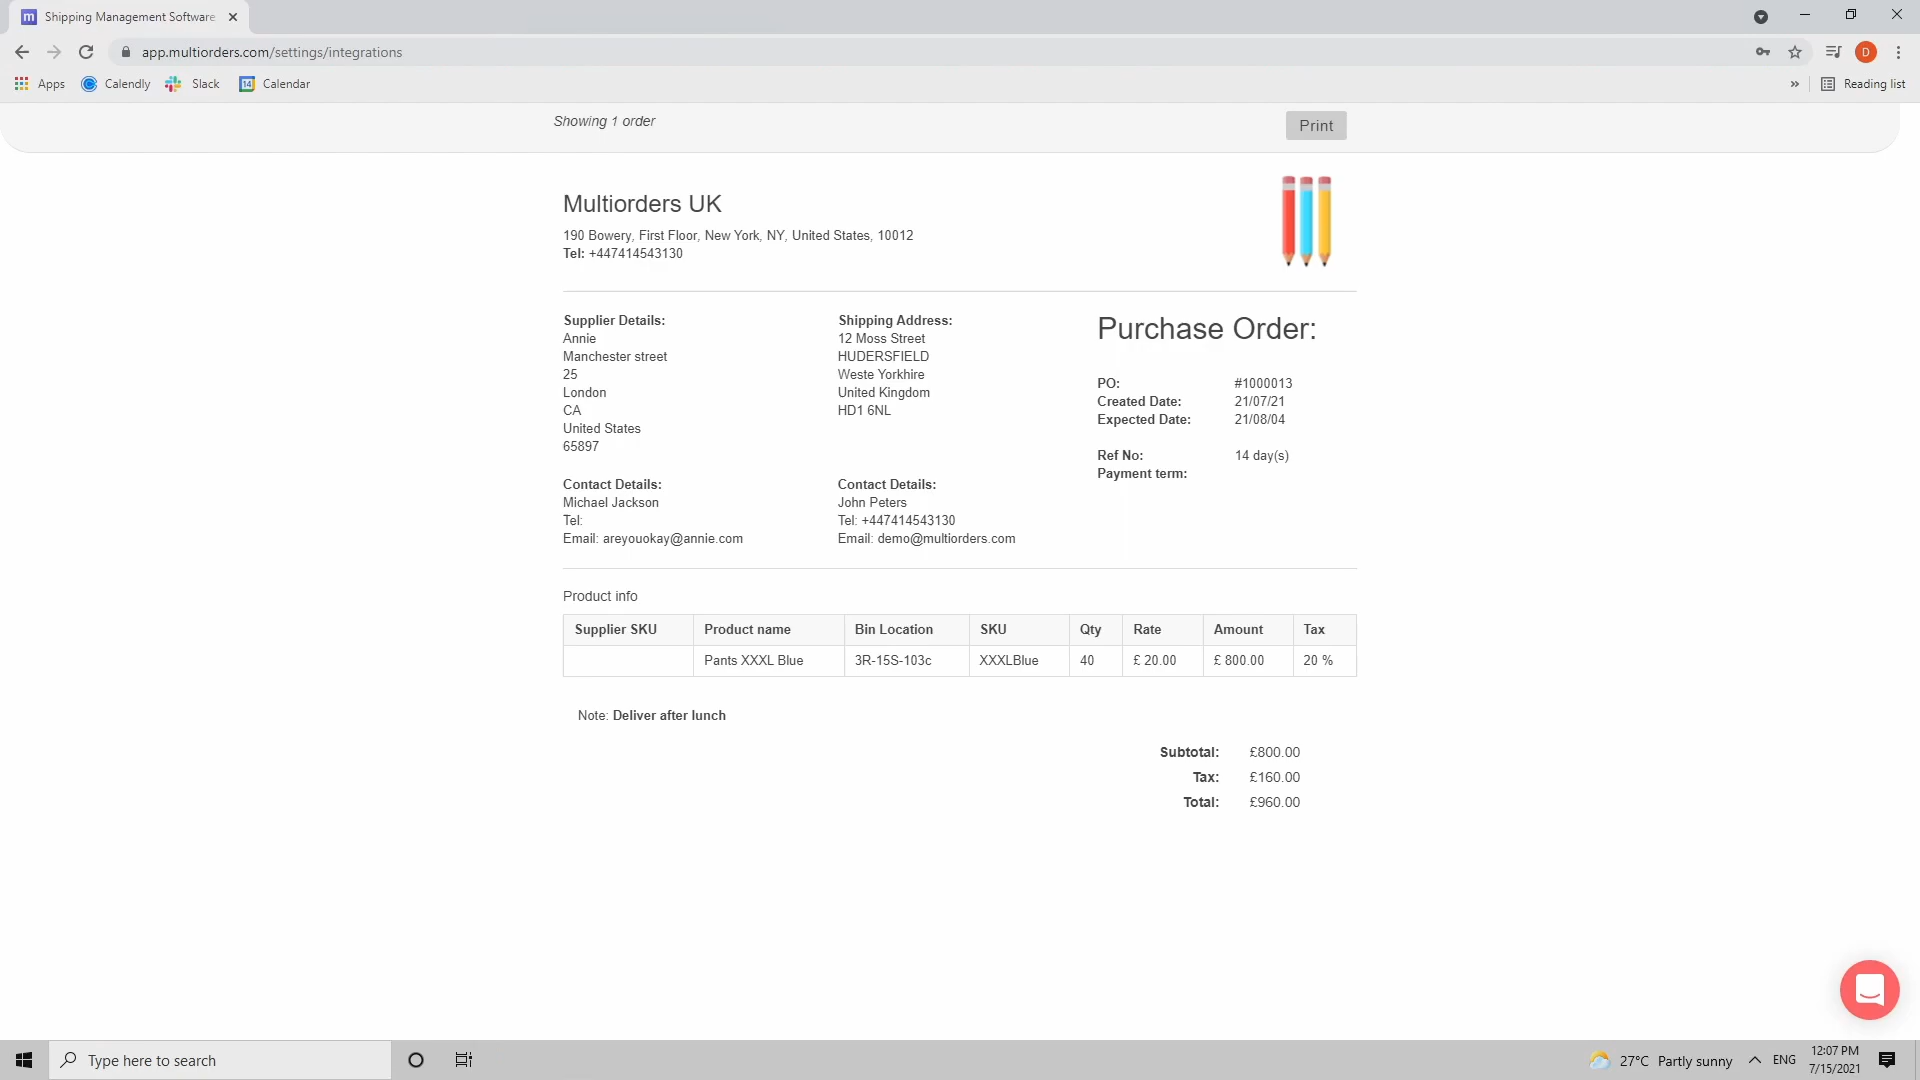 m Shipping Management Software
app.multiorders.com/settings/integrations
D
Apps Calendly Slack 14 Calendar » Reading list
Showing 1 order
Print
Multiorders UK
190 Bowery, First Floor, New York, NY, United States, 10012
Tel: +447414543130
Supplier Details:
Annie
Manchester street
25
London
CA
United States
65897
Shipping Address:
12 Moss Street
HUDERSFIELD
Weste Yorkhire
United Kingdom
HD1 6NL
Purchase Order:
PO: #1000013
Created Date: 21/07/21
Expected Date: 21/08/04
Ref No: 14 day(s)
Payment term:
Contact Details:
Michael Jackson
Tel:
Email: areyouokay@annie.com
Contact Details:
John Peters
Tel: +447414543130
Email: demo@multiorders.com
Product info
Supplier SKU Product name Bin Location SKU Qty Rate Amount Tax
Pants XXXL Blue 3R-15S-103c XXXLBlue 40 £ 20.00 £ 800.00 20 %
Note: Deliver after lunch
Subtotal: £800.00
Tax: £160.00
Total: £960.00
Type here to search
27°C Partly sunny
ENG
12:07 PM
7/15/2021